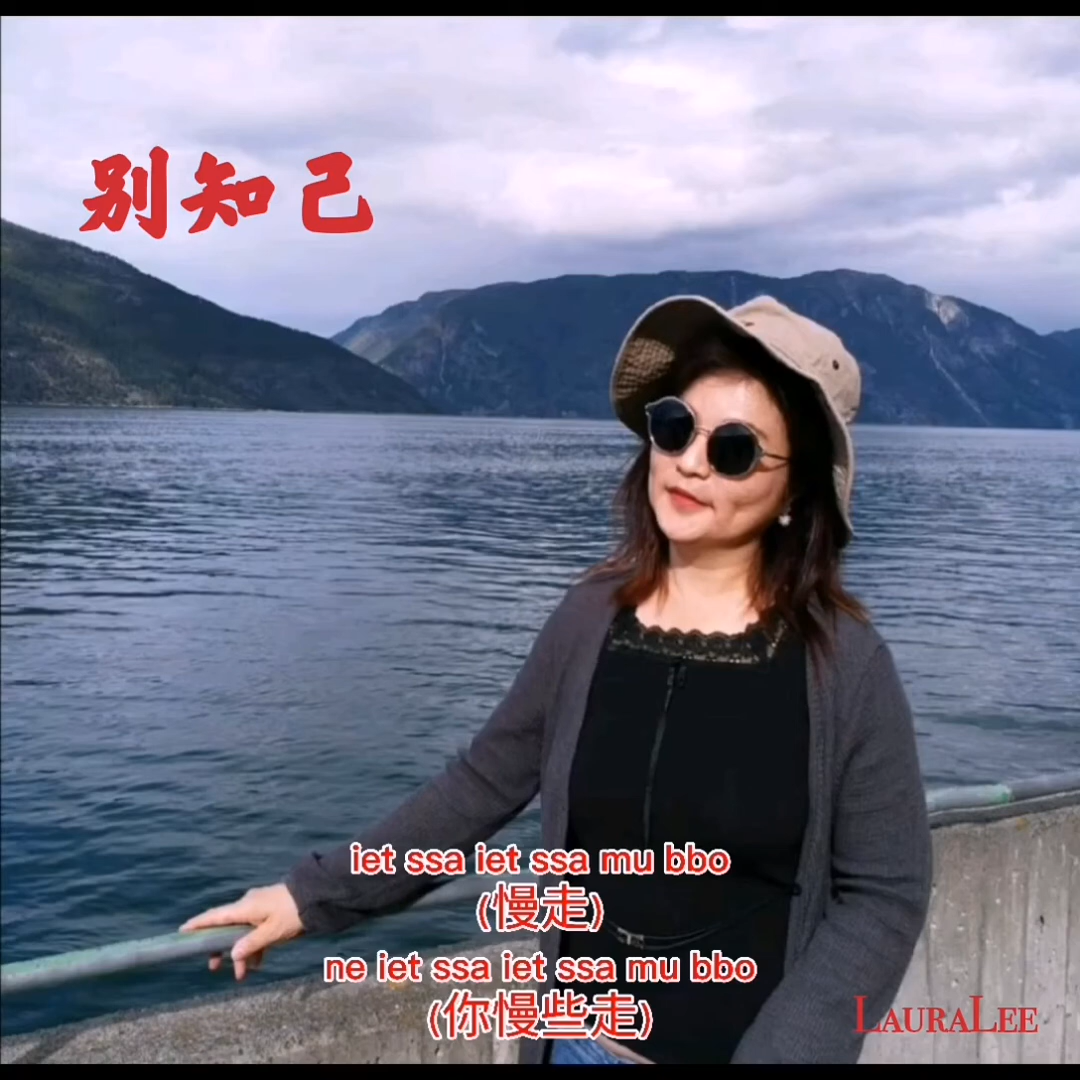 别知己
iet ssa iet ssa mu bbo
(慢走)
ne iet ssa iet ssa mu bbo
(你慢些走)
LAURALEE